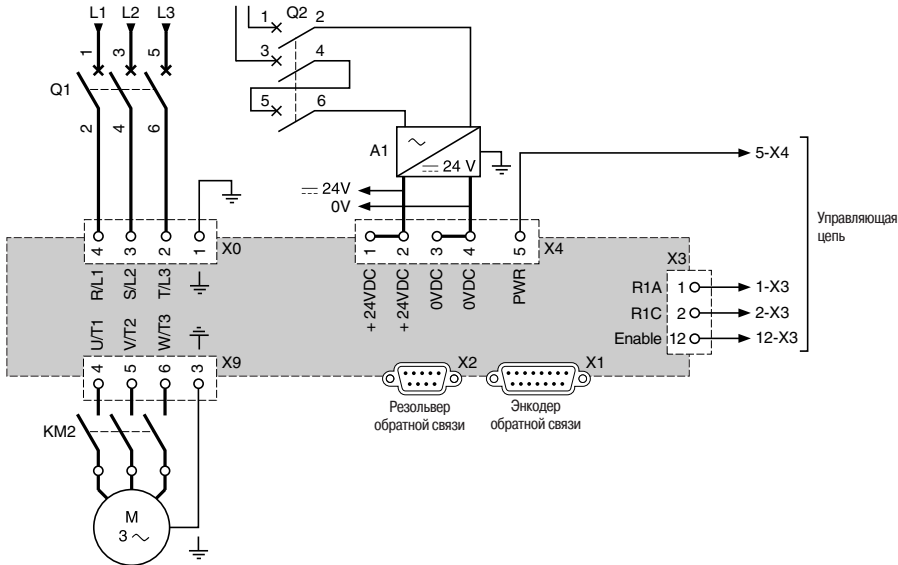 L1 L2 L3
Q2
1 2
3 4
5 6
1 3 5
Q1
2 4 6
A1
24 V
24V
0V
5-X4
Управляющая
цепь
4 3 2 1 X0
1 2 3 4 5 X4
R/L1 S/L2 T/L3
+ 24VDC + 24VDC 0VDC 0VDC PWR
X3
R1A 1 1-X3
R1C 2 2-X3
Enable 12 12-X3
U/T1 V/T2 W/T3
4 5 6 3 X9
X2 X1
Резольвер
обратной связи
Энкодер
обратной связи
KM2
M
3